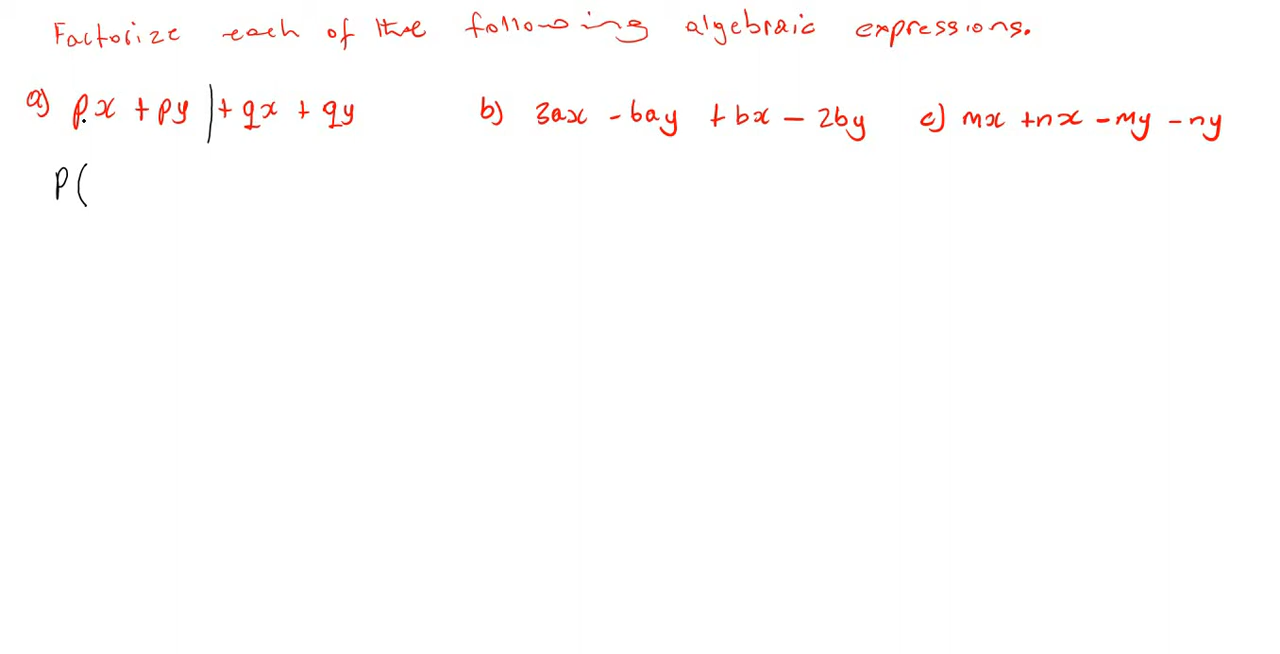 Factorize each of the following algebraic expressions.
a) px + py | + qx + qy b) 3ax - 6ay + bx - 2by c) mx + nx - my - ny
P(